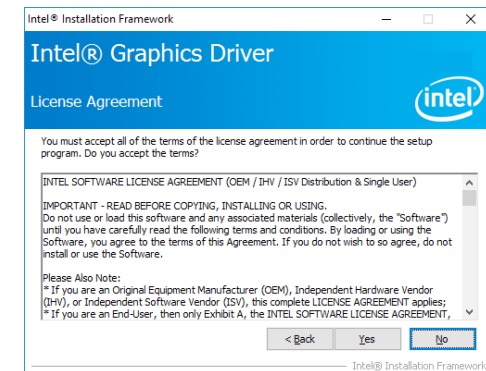 Intel® Installation Framework
Intel® Graphics Driver
License Agreement
intel
You must accept all of the terms of the license agreement in order to continue the setup
program. Do you accept the terms?
INTEL SOFTWARE LICENSE AGREEMENT (OEM / IHV / ISV Distribution & Single User)
IMPORTANT - READ BEFORE COPYING, INSTALLING OR USING.
Do not use or load this software and any associated materials (collectively, the "Software")
until you have carefully read the following terms and conditions. By loading or using the
Software, you agree to the terms of this Agreement. If you do not wish to so agree, do not
install or use the Software.
Please Also Note:
* If you are an Original Equipment Manufacturer (OEM), Independent Hardware Vendor
(IHV), or Independent Software Vendor (ISV), this complete LICENSE AGREEMENT applies;
* If you are an End-User, then only Exhibit A, the INTEL SOFTWARE LICENSE AGREEMENT,
< Back Yes No
Intel® Installation Framework